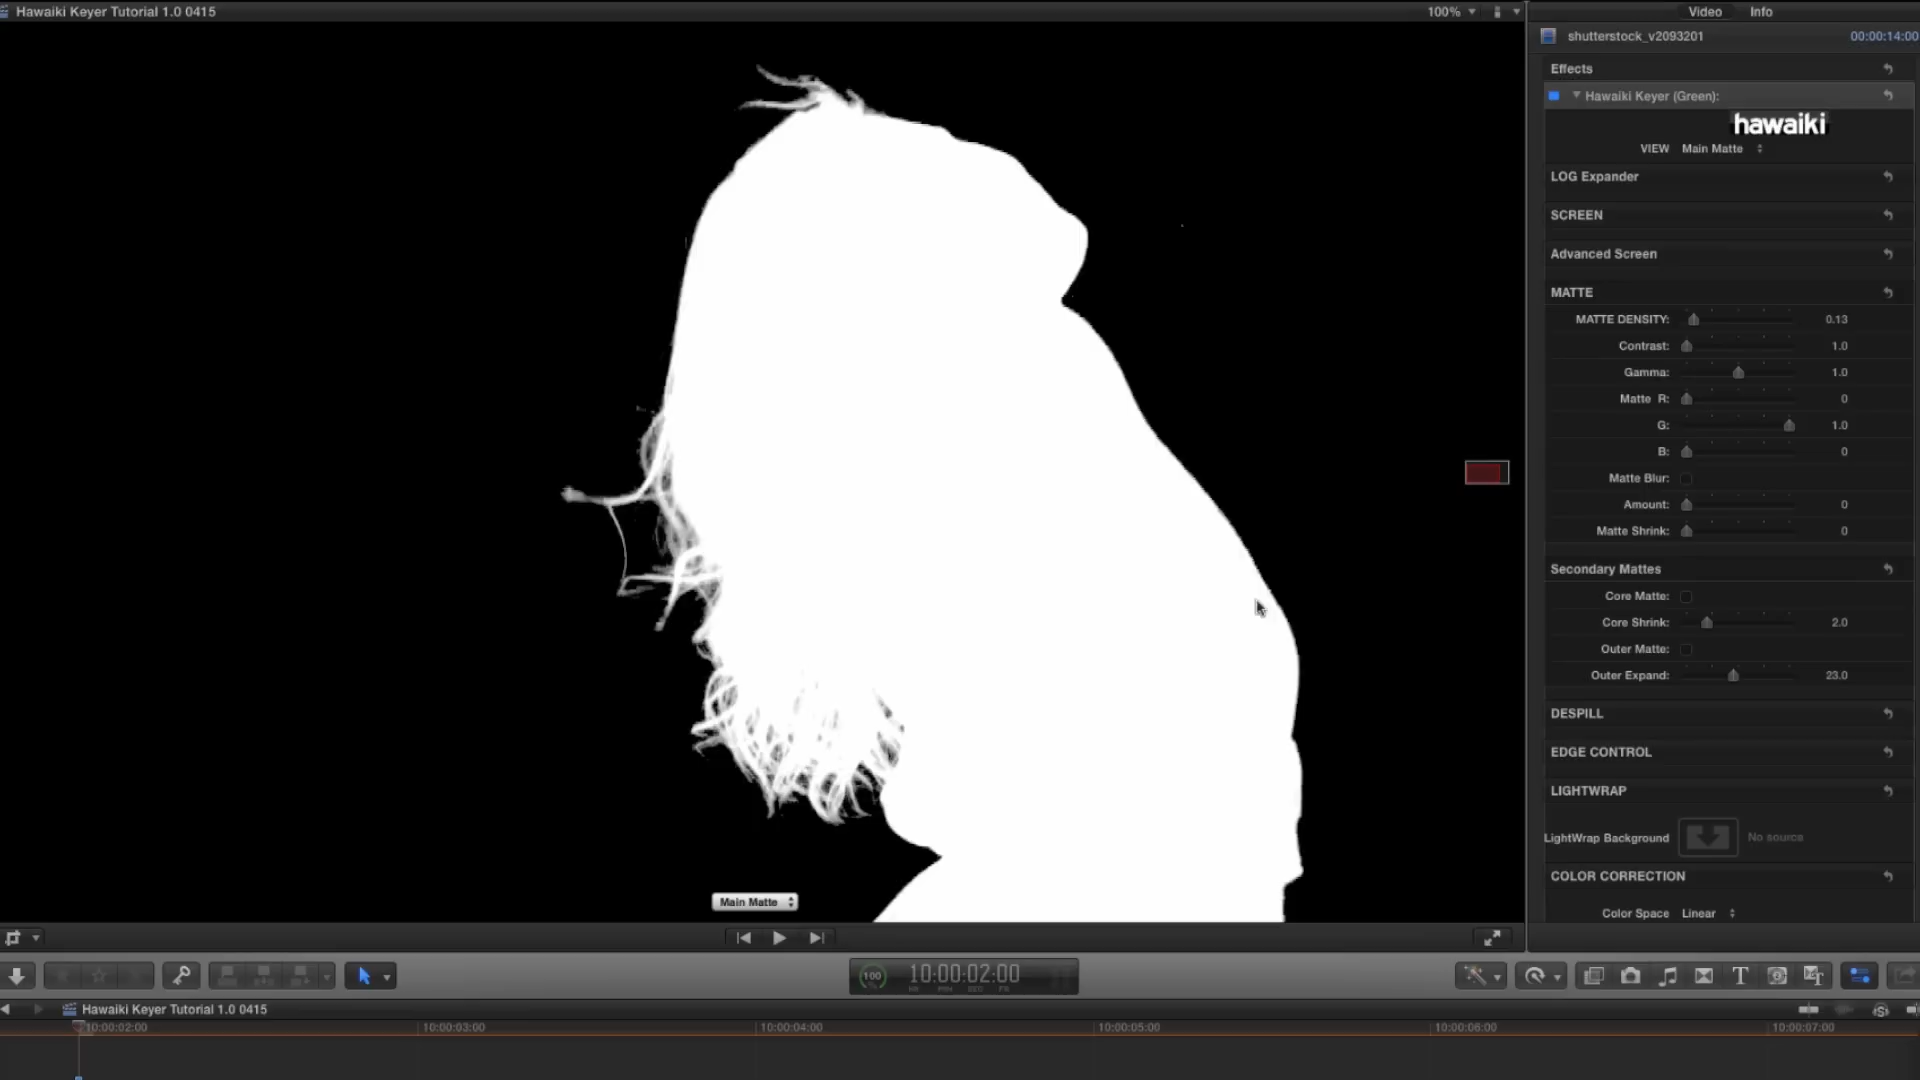 Hawaiki Keyer Tutorial 1.0 0415
100%
Video Info
shutterstock_v2093201 00:00:14:00
Effects
Hawaiki Keyer (Green):
hawaiki
VIEW Main Matte
LOG Expander
SCREEN
Advanced Screen
MATTE
MATTE DENSITY: 0.13
Contrast: 1.0
Gamma: 1.0
Matte R: 0
G: 1.0
B: 0
Matte Blur:
Amount: 0
Matte Shrink: 0
Secondary Mattes
Core Matte:
Core Shrink: 2.0
Outer Matte:
Outer Expand: 23.0
DESPILL
EDGE CONTROL
LIGHTWRAP
LightWrap Background No source
COLOR CORRECTION
Color Space Linear
Main Matte
100 10:00:02:00
HR MIN SEC FR
Hawaiki Keyer Tutorial 1.0 0415
10:00:02:00 10:00:03:00 10:00:04:00 10:00:05:00 10:00:06:00 10:00:07:00